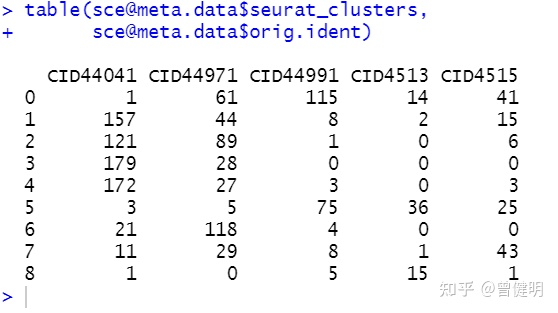 > table(sce@meta.data$seurat_clusters,
+ sce@meta.data$orig.ident)
CID44041 CID44971 CID44991 CID4513 CID4515
0 1 61 115 14 41
1 157 44 8 2 15
2 121 89 1 0 6
3 179 28 0 0 0
4 172 27 3 0 3
5 3 5 75 36 25
6 21 118 4 0 0
7 11 29 8 1 43
8 1 0 5 15 1
>
知乎 @曾健明